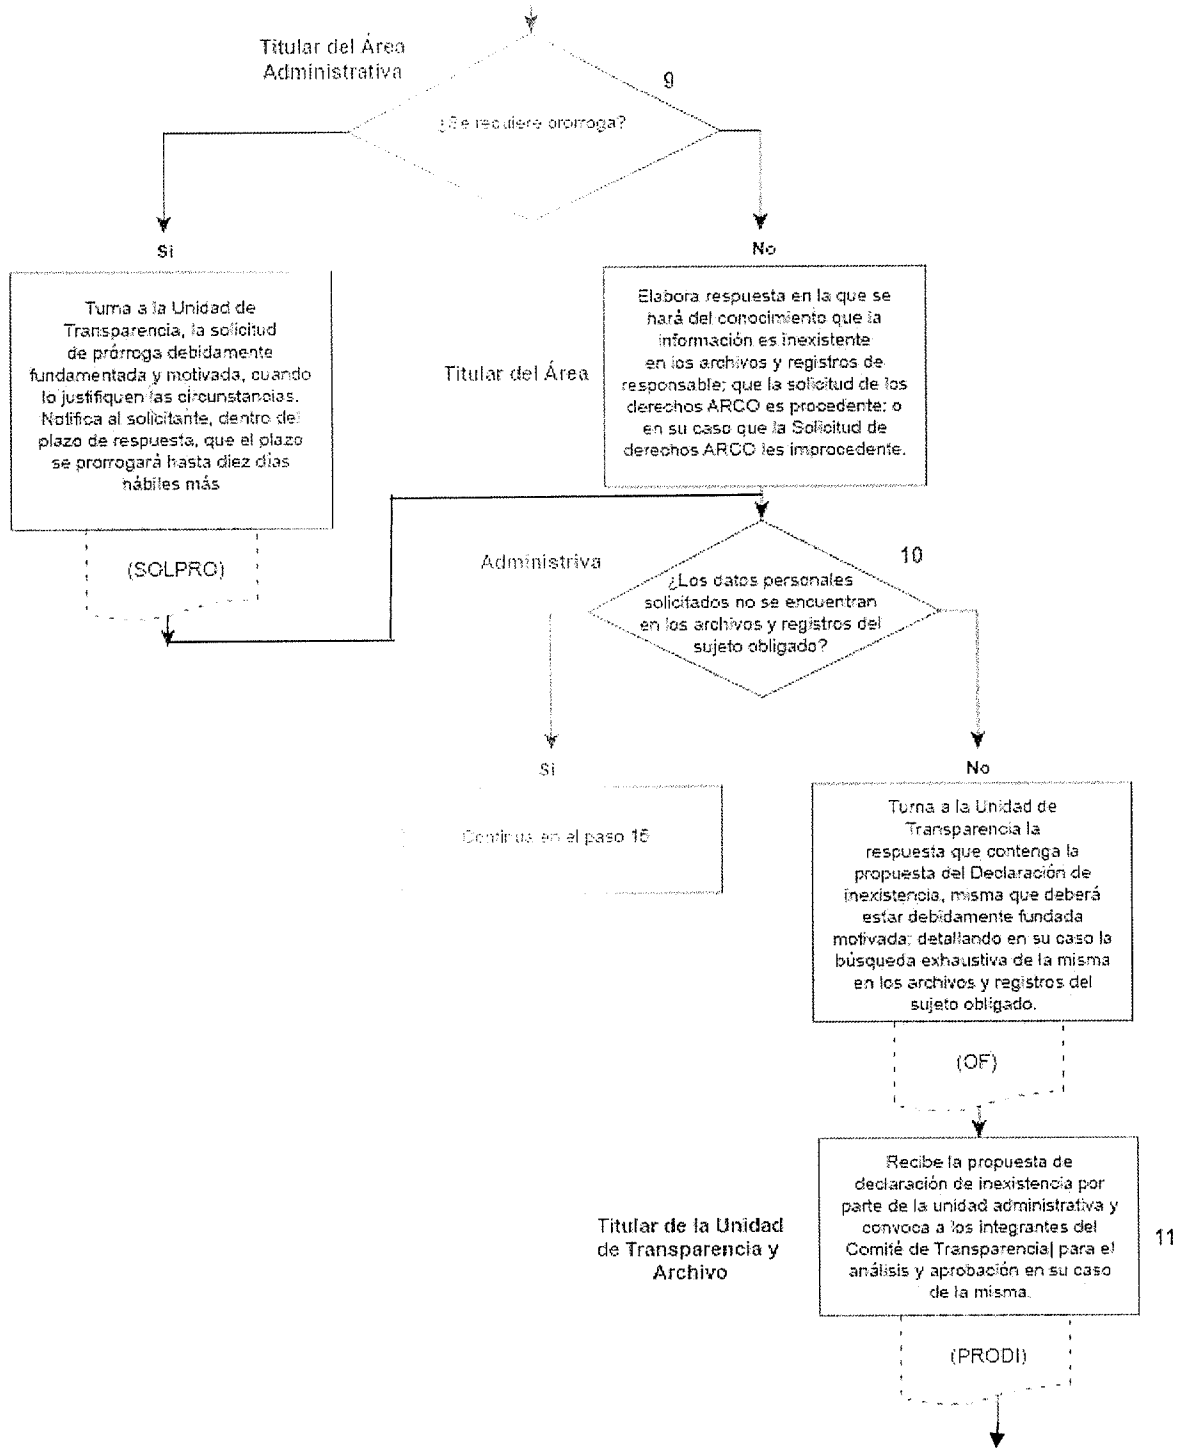 Titular del Área
Administrativa
9
¿Se requiere prorroga?
Si
No
Turna a la Unidad de
Transparencia, la solicitud
de prórroga debidamente
fundamentada y motivada, cuando
lo justifiquen las circunstancias.
Notifica al solicitante, dentro del
plazo de respuesta, que el plazo
se prorrogará hasta diez días
hábiles más
(SOLPRO)
Titular del Área
Elabora respuesta en la que se
hará del conocimiento que la
información es inexistente
en los archivos y registros de
responsable; que la solicitud de los
derechos ARCO es procedente; o
en su caso que la Solicitud de
derechos ARCO les improcedente.
Administriva
10
¿Los datos personales
solicitados no se encuentran
en los archivos y registros del
sujeto obligado?
Si
Continua en el paso 15
No
Turna a la Unidad de
Transparencia la
respuesta que contenga la
propuesta del Declaración de
inexistencia, misma que deberá
estar debidamente fundada
motivada; detallando en su caso la
búsqueda exhaustiva de la misma
en los archivos y registros del
sujeto obligado.
(OF)
Titular de la Unidad
de Transparencia y
Archivo
Recibe la propuesta de
declaración de inexistencia por
parte de la unidad administrativa y
convoca a los integrantes del
Comité de Transparencia| para el
análisis y aprobación en su caso
de la misma.
11
(PRODI)